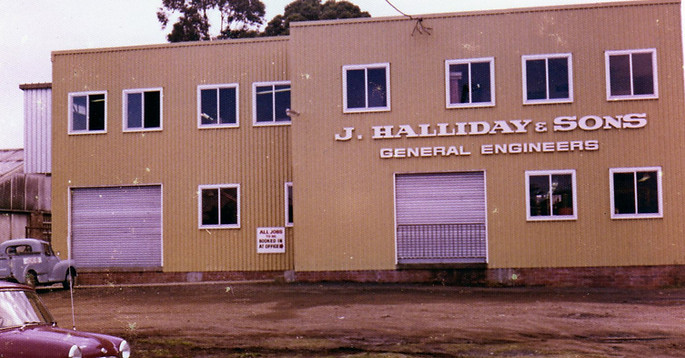 J. HALLIDAY & SONS
GENERAL ENGINEERS
ALL JOBS
TO BE
BOOKED IN
AT OFFICE